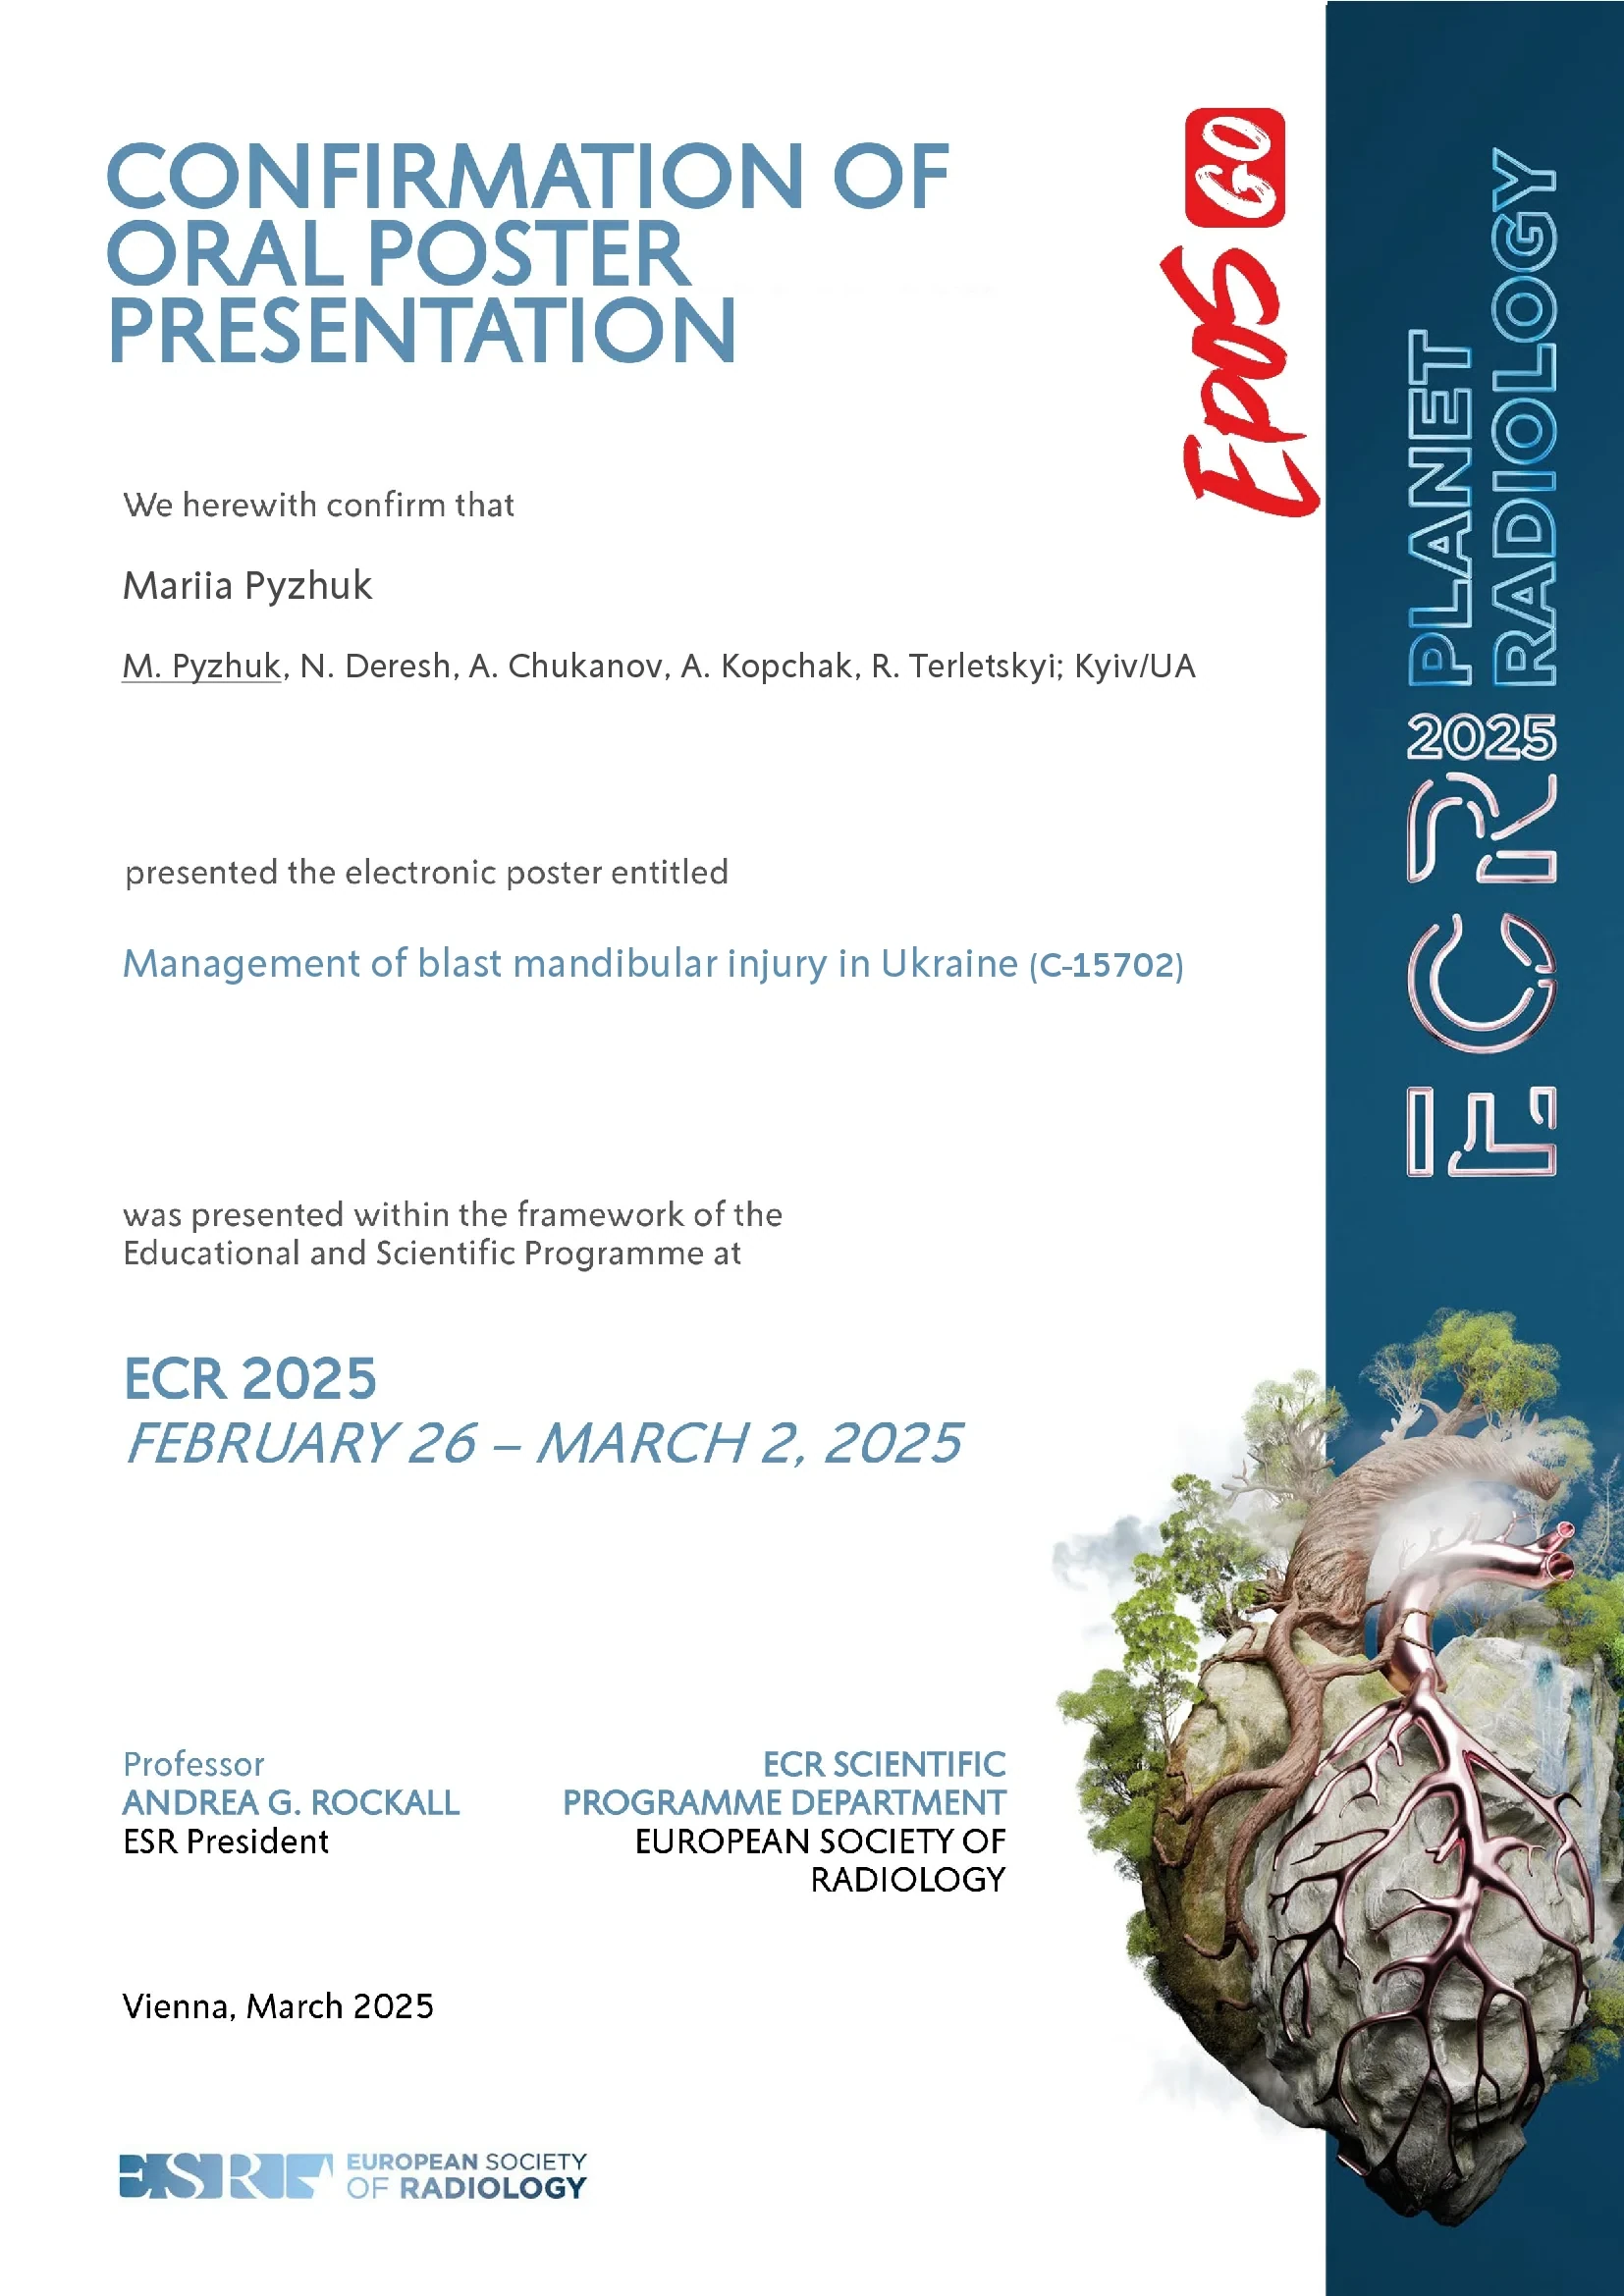 CONFIRMATION OF
ORAL POSTER
PRESENTATION
EPOS GO
We herewith confirm that
Mariia Pyzhuk
M. Pyzhuk, N. Deresh, A. Chukanov, A. Kopchak, R. Terletskyi; Kyiv/UA
presented the electronic poster entitled
Management of blast mandibular injury in Ukraine (C-15702)
was presented within the framework of the
Educational and Scientific Programme at
ECR 2025
FEBRUARY 26 – MARCH 2, 2025
Professor
ANDREA G. ROCKALL
ESR President
ECR SCIENTIFIC
PROGRAMME DEPARTMENT
EUROPEAN SOCIETY OF
RADIOLOGY
Vienna, March 2025
ESR
EUROPEAN SOCIETY
OF RADIOLOGY
ECR 2025
PLANET
RADIOLOGY